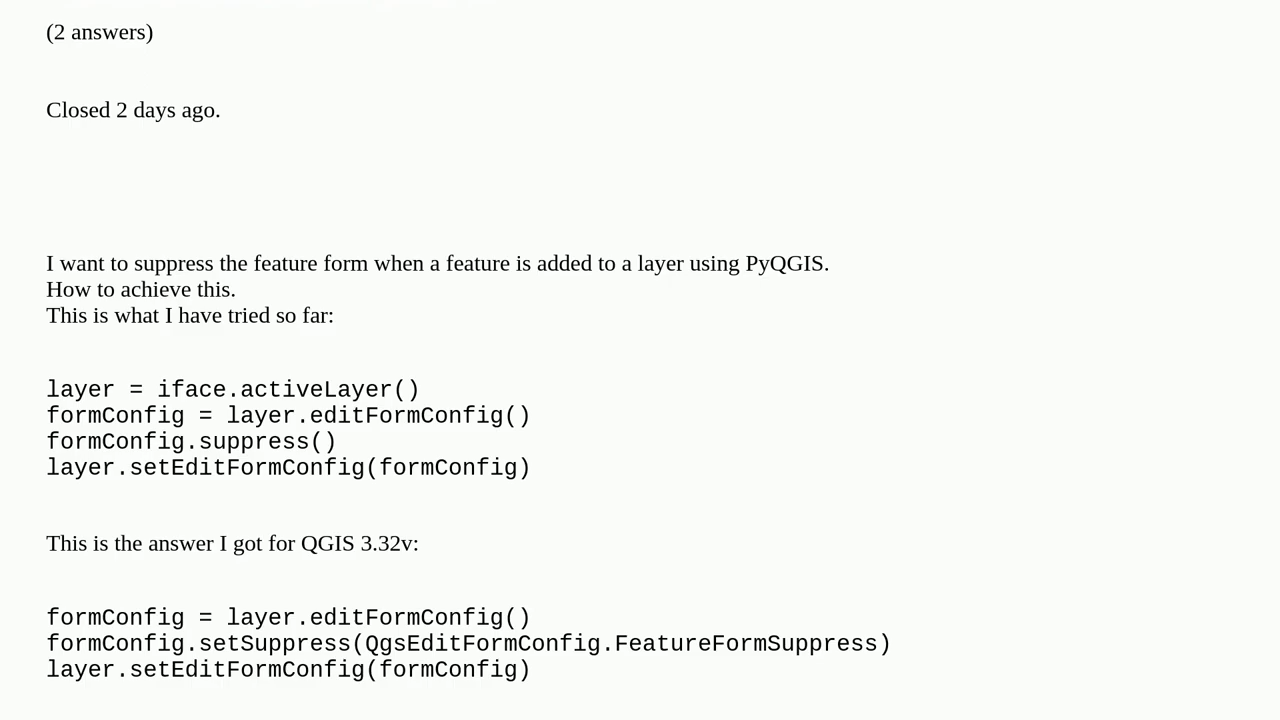 (2 answers)
Closed 2 days ago.
I want to suppress the feature form when a feature is added to a layer using PyQGIS.
How to achieve this.
This is what I have tried so far:
layer = iface.activeLayer()
formConfig = layer.editFormConfig()
formConfig.suppress()
layer.setEditFormConfig(formConfig)
This is the answer I got for QGIS 3.32v:
formConfig = layer.editFormConfig()
formConfig.setSuppress(QgsEditFormConfig.FeatureFormSuppress)
layer.setEditFormConfig(formConfig)